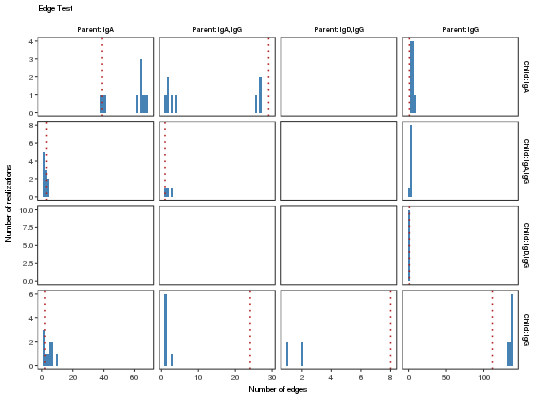 Edge Test
Parent: IgA
Parent: IgA,IgG
Parent: IgD,IgG
Parent: IgG
4
3
2
1
0
Child: IgA
8
6
4
2
0
Child: IgA,IgG
10.0
7.5
5.0
2.5
0.0
Child: IgD,IgG
6
4
2
0
Child: IgG
0 20 40 60
0 10 20 30
2 4 6 8
0 50 100
Number of realizations
Number of edges